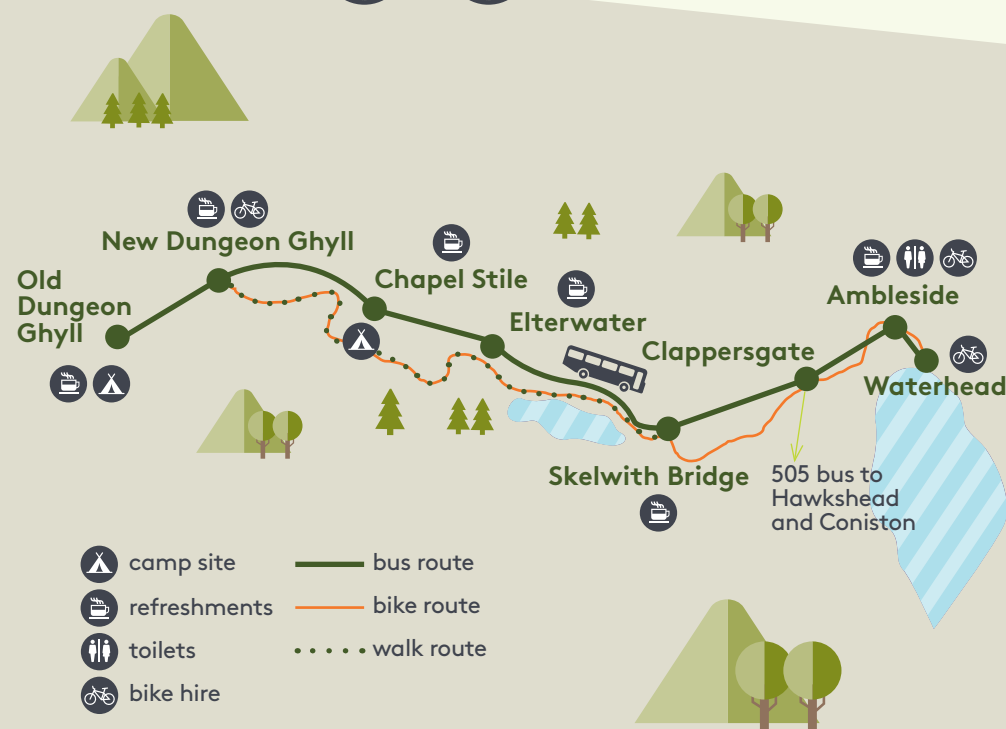 New Dungeon Ghyll
Old
Dungeon
Ghyll
Chapel Stile
Elterwater
Ambleside
Clappersgate
Waterhead
Skelwith Bridge
505 bus to
Hawkshead
and Coniston
camp site
refreshments
toilets
bike hire
bus route
bike route
walk route